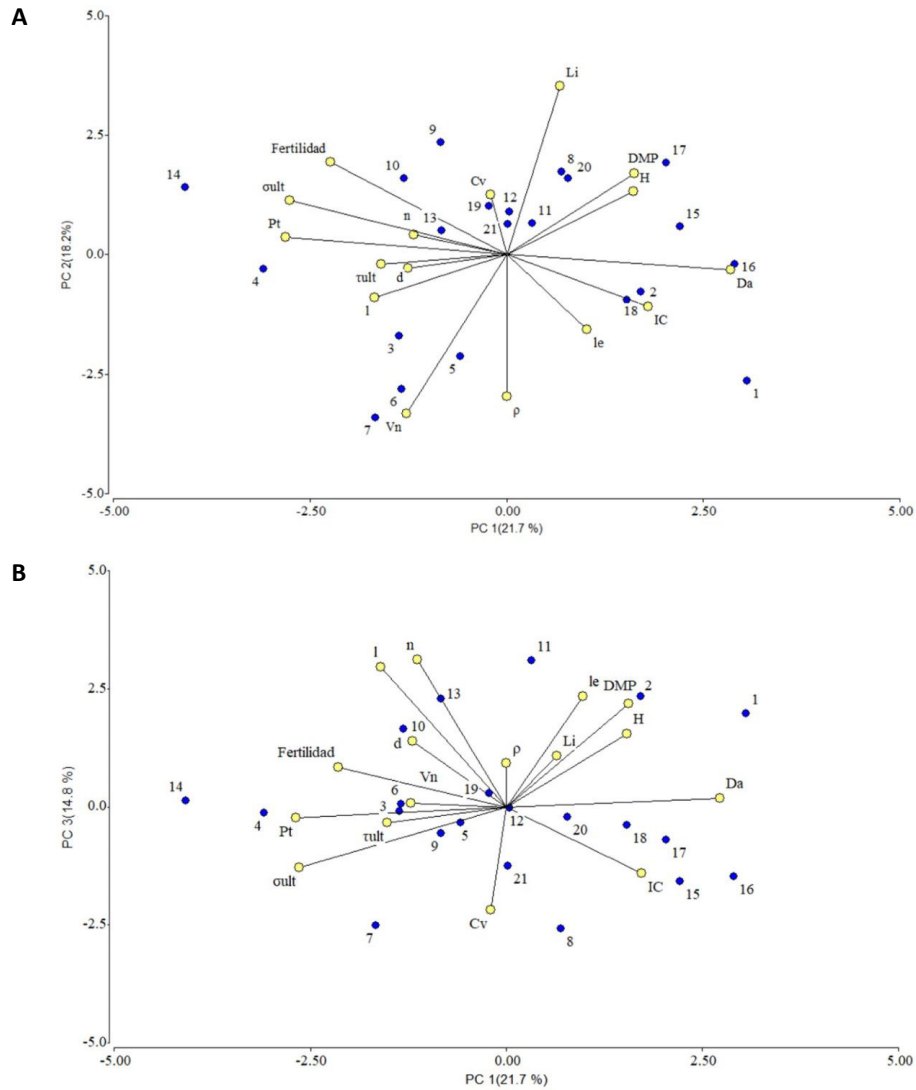 A
5.0
Li
9
17
Fertilidad
8
DMP
14
10
20
H
σult
Cv
12
n
19
11
15
Pt
13
21
PC 2(18.2%)
2.5
0.0
16
4
τult
d
Da
2
l
18
IC
3
le
5
-2.5
1
6
ρ
7
Vn
-5.0
-5.00
-2.50
0.00
2.50
5.00
PC 1(21.7 %)
B
5.0
n
11
l
le
DMP
2
2.5
13
1
H
10
d
Li
Fertilidad
ρ
Vn
Da
14
6
19
PC 3(14.8 %)
0.0
3
4
12
Pt
τult
5
20
18
9
17
σult
21
IC
15
16
Cv
-2.5
7
8
-5.0
-5.00
-2.50
0.00
2.50
5.00
PC 1(21.7 %)